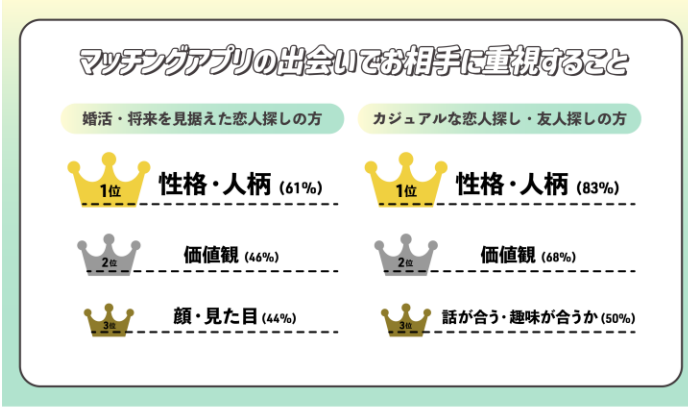 マッチングアプリの出会いでお相手に重視すること
婚活・将来を見据えた恋人探しの方
1位 性格・人柄 (61%)
2位 価値観 (46%)
3位 顔・見た目 (44%)
カジュアルな恋人探し・友人探しの方
1位 性格・人柄 (83%)
2位 価値観 (68%)
3位 話が合う・趣味が合うか (50%)